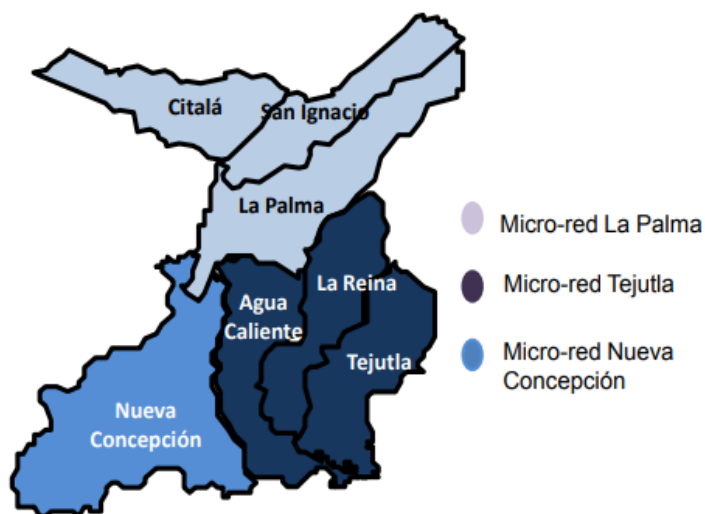 Citalá
San Ignacio
La Palma
Agua
Caliente
La Reina
Tejutla
Nueva
Concepción
Micro-red La Palma
Micro-red Tejutla
Micro-red Nueva
Concepción